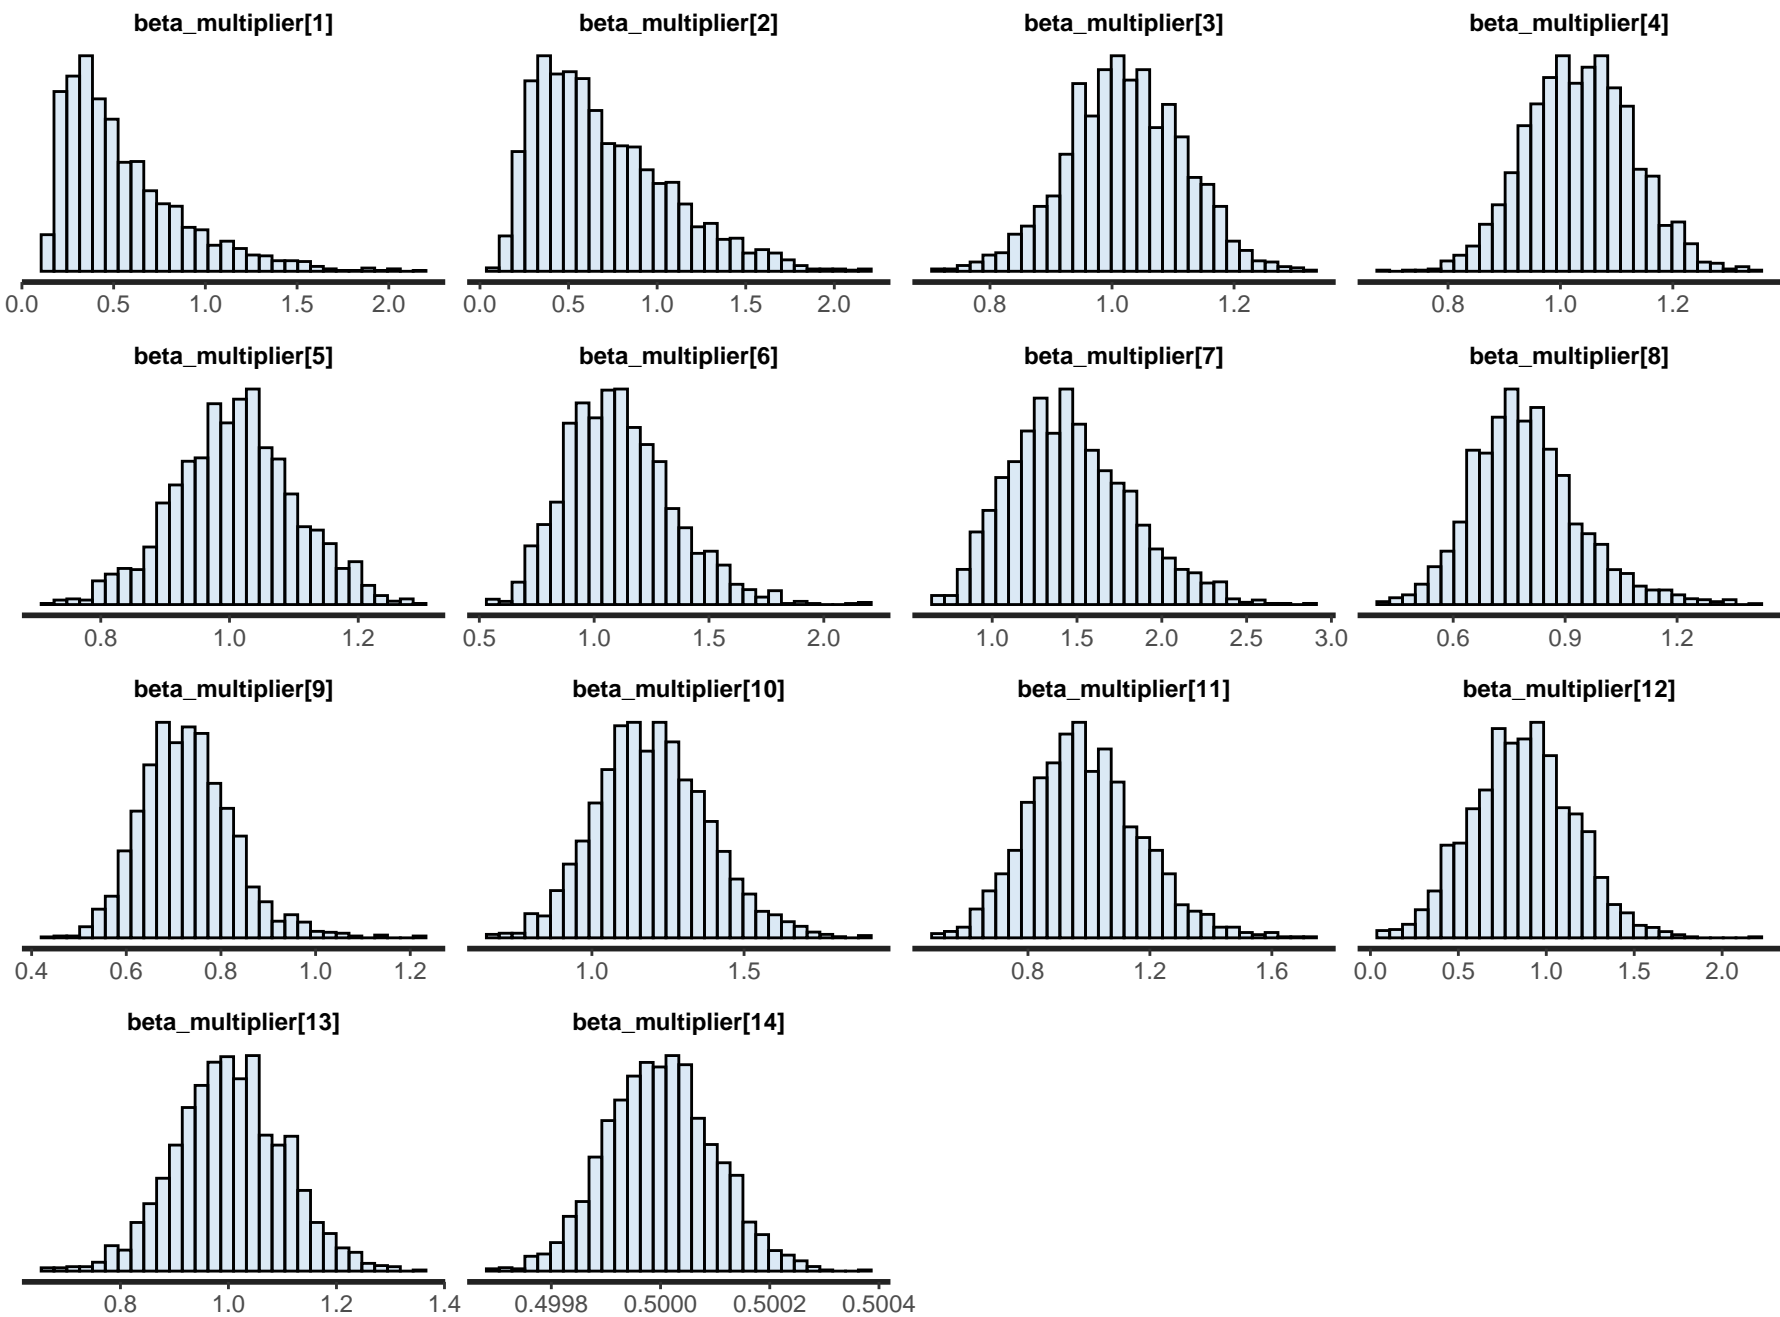 beta_multiplier[1] beta_multiplier[2] beta_multiplier[3] beta_multiplier[4]
0.0 0.5 1.0 1.5 2.0 0.0 0.5 1.0 1.5 2.0 0.8 1.0 1.2 0.8 1.0 1.2
beta_multiplier[5] beta_multiplier[6] beta_multiplier[7] beta_multiplier[8]
0.8 1.0 1.2 0.5 1.0 1.5 2.0 1.0 1.5 2.0 2.5 3.0 0.6 0.9 1.2
beta_multiplier[9] beta_multiplier[10] beta_multiplier[11] beta_multiplier[12]
0.4 0.6 0.8 1.0 1.2 1.0 1.5 0.8 1.2 1.6 0.0 0.5 1.0 1.5 2.0
beta_multiplier[13] beta_multiplier[14]
0.8 1.0 1.2 1.4 0.4998 0.5000 0.5002 0.5004